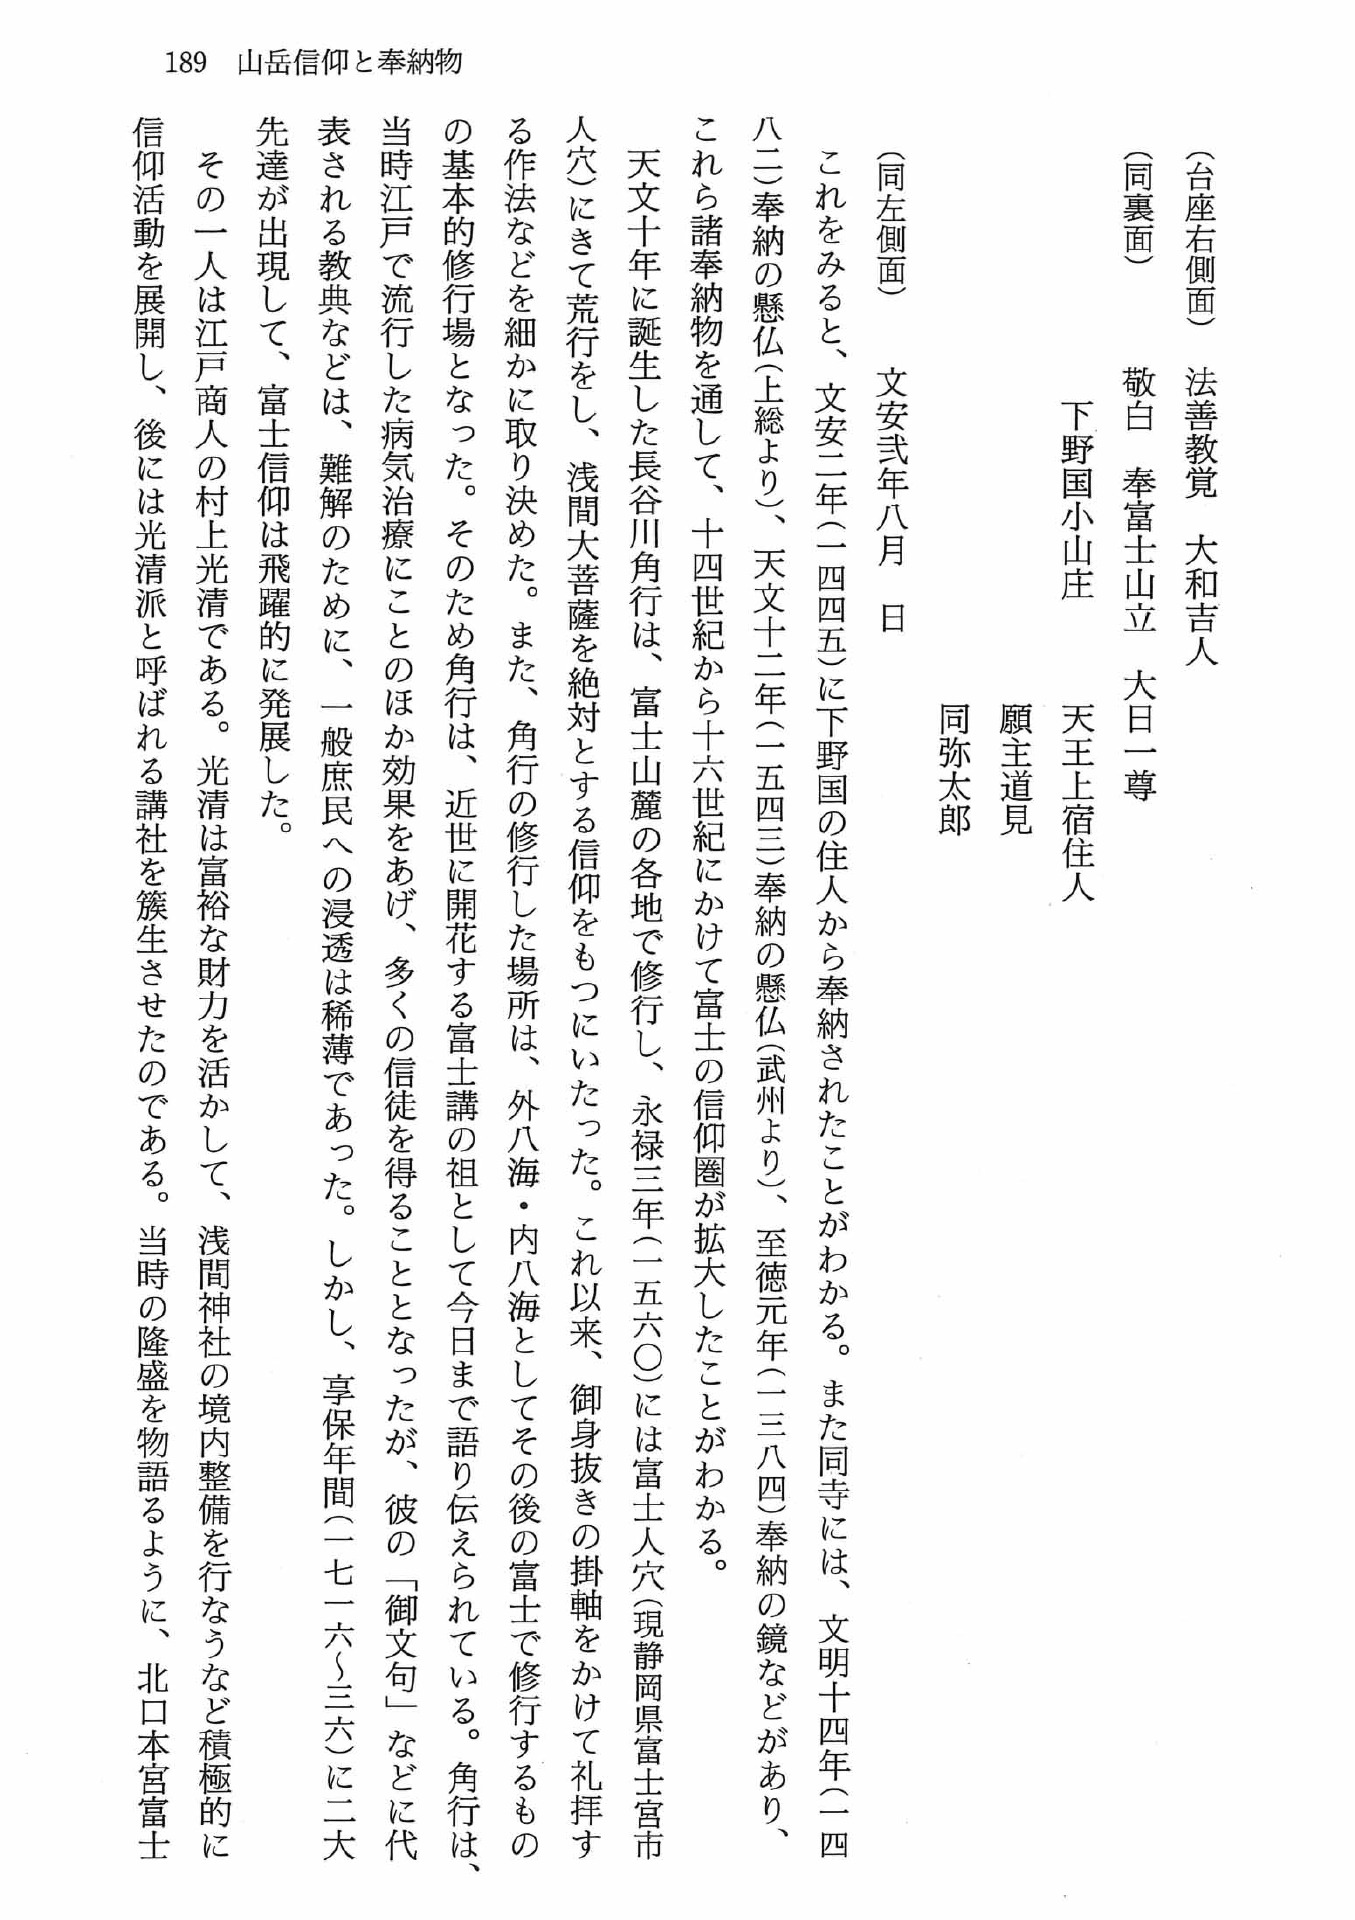 189　山岳信仰と奉納物
（台座右側面）　法善教覚　大和吉人
（同裏面）　　　敬白　奉富士山立　大日一尊
下野国小山庄　　　天王上宿住人
願主道見
同弥太郎
（同左側面）　　文安弐年八月　日
これをみると、文安二年（一四四五）に下野国の住人から奉納されたことがわかる。また同寺には、文明十四年（一四
八二）奉納の懸仏（上総より）、天文十二年（一五四三）奉納の懸仏（武州より）、至徳元年（一三八四）奉納の鏡などがあり、
これら諸奉納物を通して、十四世紀から十六世紀にかけて富士の信仰圏が拡大したことがわかる。
天文十年に誕生した長谷川角行は、富士山麓の各地で修行し、永禄三年（一五六〇）には富士人穴（現静岡県富士宮市
人穴）にきて荒行をし、浅間大菩薩を絶対とする信仰をもつにいたった。これ以来、御身抜きの掛軸をかけて礼拝す
る作法などを細かに取り決めた。また、角行の修行した場所は、外八海・内八海としてその後の富士で修行するもの
の基本的修行場となった。そのため角行は、近世に開花する富士講の祖として今日まで語り伝えられている。角行は、
当時江戸で流行した病気治療にことのほか効果をあげ、多くの信徒を得ることとなったが、彼の「御文句」などに代
表される教典などは、難解のために、一般庶民への浸透は稀薄であった。しかし、享保年間（一七一六〜三六）に二大
先達が出現して、富士信仰は飛躍的に発展した。
その一人は江戸商人の村上光清である。光清は富裕な財力を活かして、浅間神社の境内整備を行なうなど積極的に
信仰活動を展開し、後には光清派と呼ばれる講社を簇生させたのである。当時の隆盛を物語るように、北口本宮富士